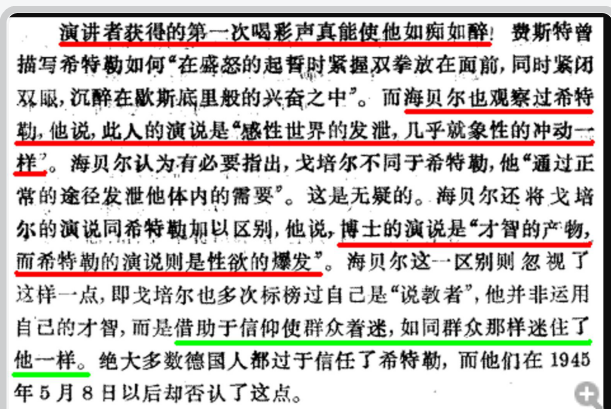 演讲者获得的第一次喝彩声真能使他如痴如醉！费斯特曾
描写希特勒如何“在盛怒的起誓时紧握双拳放在面前，同时紧闭
双眼，沉醉在歇斯底里般的兴奋之中”。而海贝尔也观察过希特
勒，他说，此人的演说是“感性世界的发泄，几乎就象性的冲动一
样”。海贝尔认为有必要指出，戈培尔不同于希特勒，他“通过正
常的途径发泄他体内的需要”。这是无疑的。海贝尔还将戈培
尔的演说同希特勒加以区别，他说，博士的演说是“才智的产物，
而希特勒的演说则是性欲的爆发”。海贝尔这一区别则忽视了
这样一点，即戈培尔也多次标榜过自己是“说教者”，他并非运用
自己的才智，而是借助于信仰使群众着迷，如同群众那样迷住了
他一样。绝大多数德国人都过于信任了希特勒，而他们在1945
年5月8日以后却否认了这点。